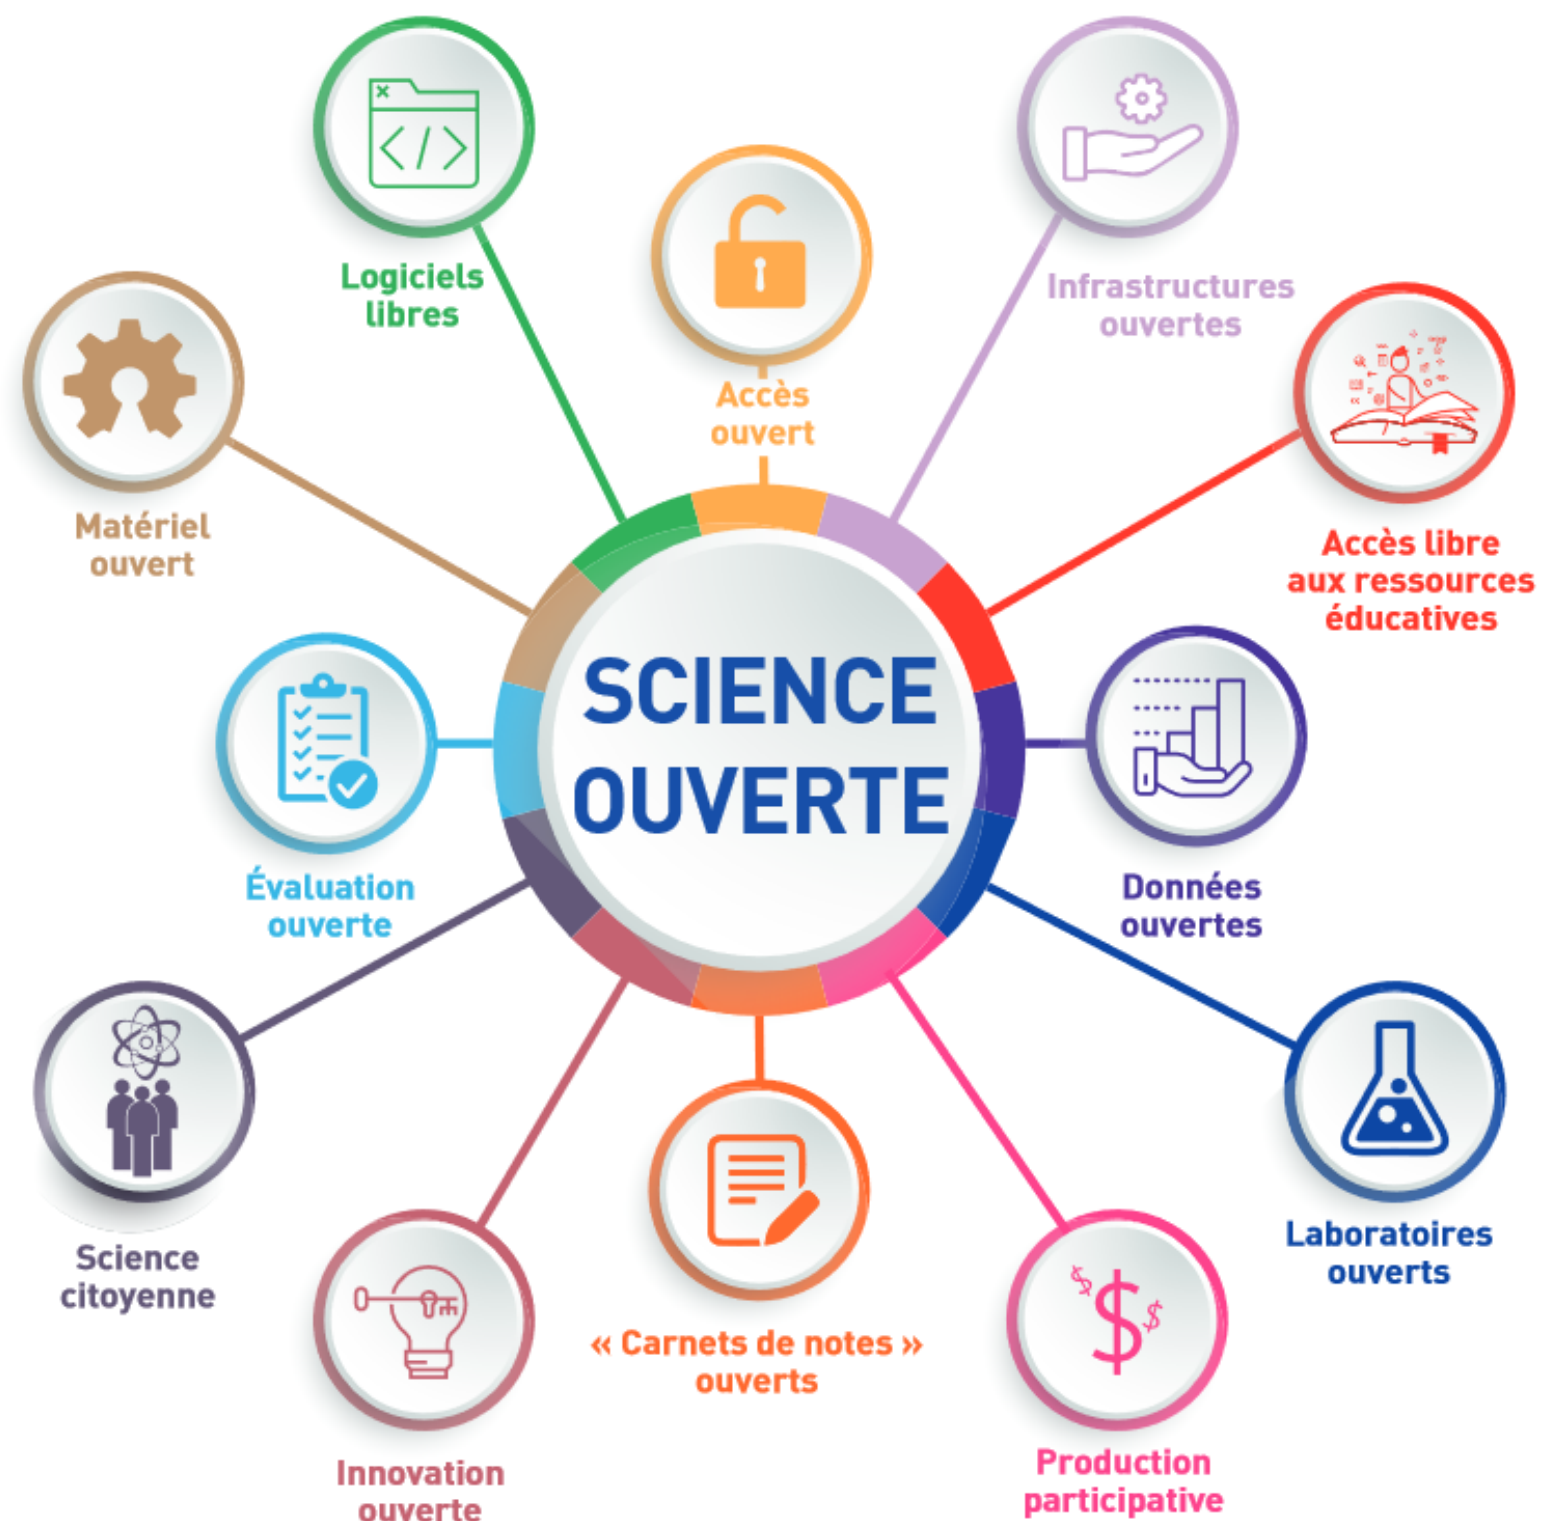 Logiciels
libres
Accès
ouvert
Infrastructures
ouvertes
Matériel
ouvert
Accès libre
aux ressources
éducatives
SCIENCE
OUVERTE
Évaluation
ouverte
Données
ouvertes
Science
citoyenne
Laboratoires
ouverts
« Carnets de notes »
ouverts
Innovation
ouverte
Production
participative